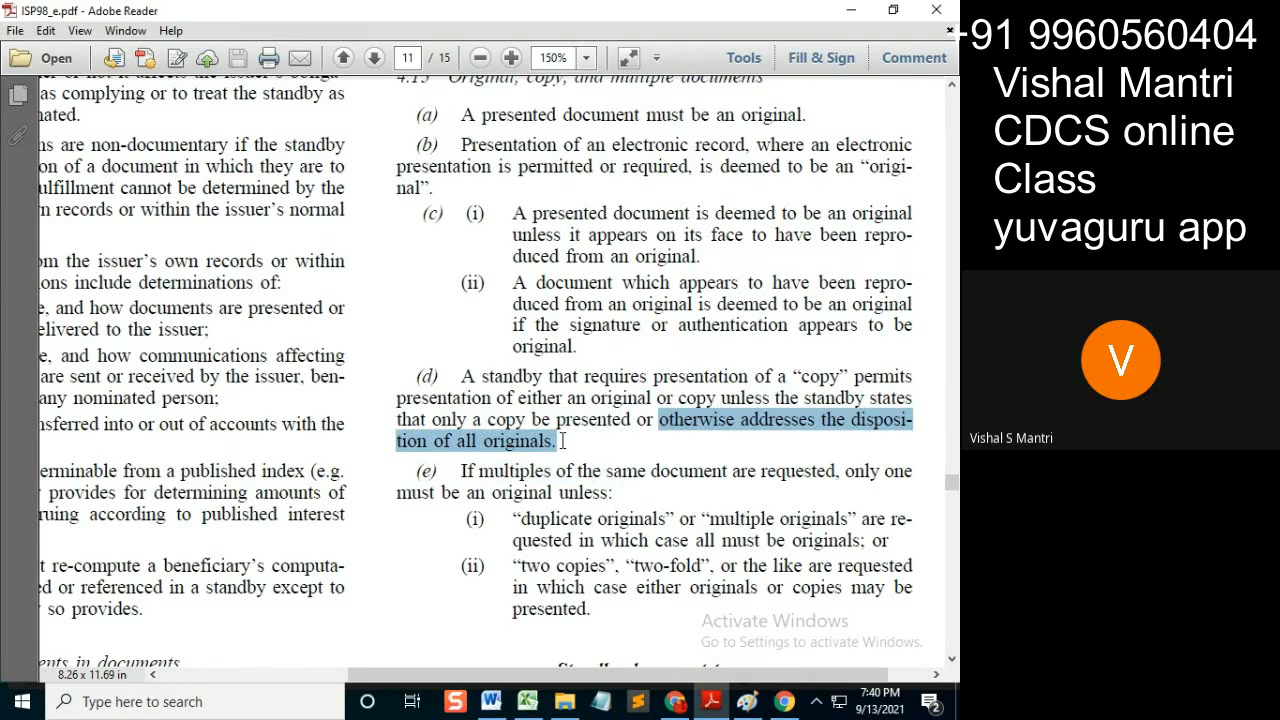 ISP98_e.pdf - Adobe Reader
File Edit View Window Help
Open 11 / 15 150% Tools Fill & Sign Comment
as complying or to treat the standby as
nated.
ns are non-documentary if the standby
on of a document in which they are to
ulfillment cannot be determined by the
n records or within the issuer's normal
om the issuer's own records or within
ons include determinations of:
e, and how documents are presented or
elivered to the issuer;
e, and how communications affecting
are sent or received by the issuer, ben-
any nominated person;
nsferred into or out of accounts with the
erminable from a published index (e.g.
provides for determining amounts of
ruing according to published interest
t re-compute a beneficiary's computa-
ed or referenced in a standby except to
so provides.
ents in documents
8.26 x 11.69 in
4.15 Original, copy, and multiple documents
(a) A presented document must be an original.
(b) Presentation of an electronic record, where an electronic
presentation is permitted or required, is deemed to be an “origi-
nal”.
(c) (i) A presented document is deemed to be an original
unless it appears on its face to have been repro-
duced from an original.
(ii) A document which appears to have been repro-
duced from an original is deemed to be an original
if the signature or authentication appears to be
original.
(d) A standby that requires presentation of a “copy” permits
presentation of either an original or copy unless the standby states
that only a copy be presented or otherwise addresses the disposi-
tion of all originals.
(e) If multiples of the same document are requested, only one
must be an original unless:
(i) “duplicate originals” or “multiple originals” are re-
quested in which case all must be originals; or
(ii) “two copies”, “two-fold”, or the like are requested
in which case either originals or copies may be
presented.
Activate Windows
Go to Settings to activate Windows.
Type here to search
7:40 PM
9/13/2021
2
+91 9960560404
Vishal Mantri
CDCS online
Class
yuvaguru app
V
Vishal S Mantri